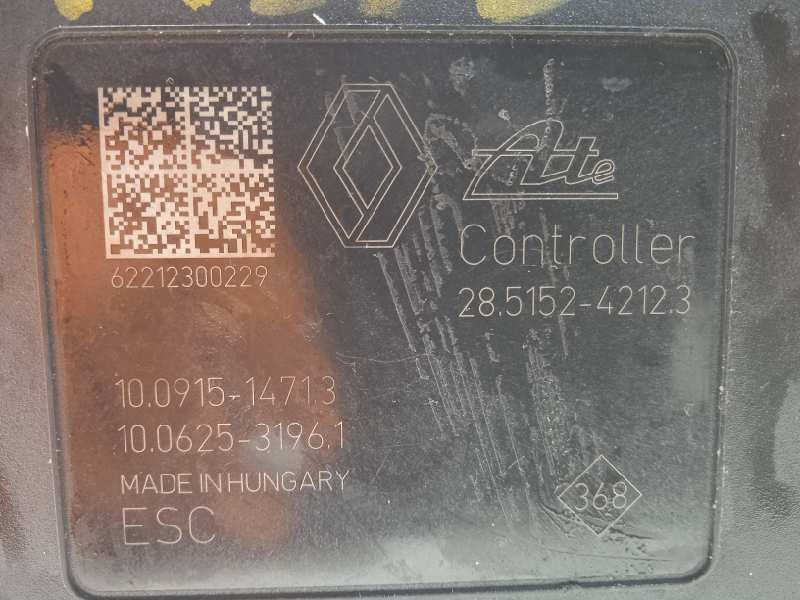 62212300229
Ate
Controller
28.5152-4212.3
10.0915-1471.3
10.0625-3196.1
MADE IN HUNGARY
ESC
368